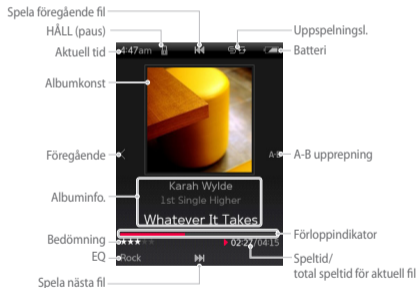 Spela föregående fil
HÅLL (paus)
Uppspelningsl.
Aktuell tid
4:47am
Batteri
Albumkonst
Föregående
A-B
A-B upprepning
Albuminfo.
Karah Wylde
1st Single Higher
Whatever It Takes
Förloppindikator
Bedömning
02:27/04:15
Speltid/
total speltid för aktuell fil
EQ
Rock
Spela nästa fil